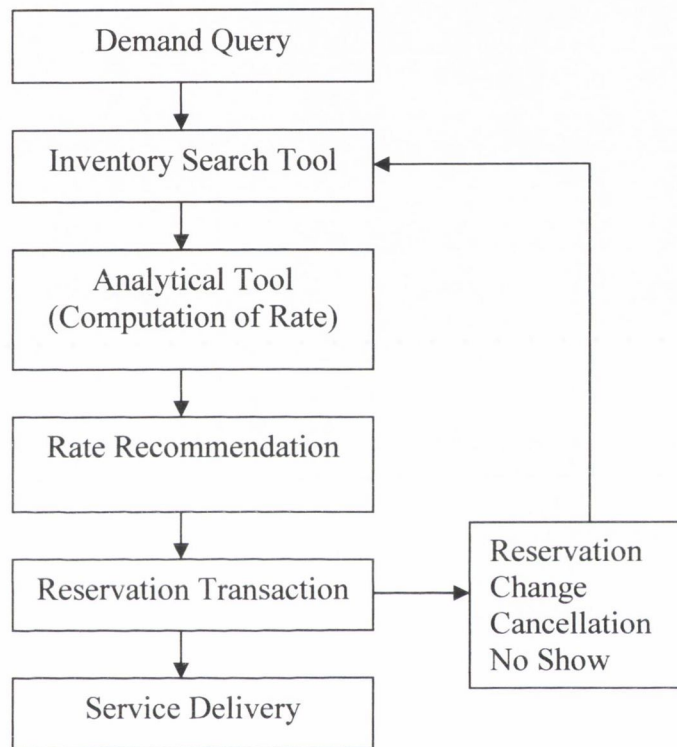 Demand Query
Inventory Search Tool
Analytical Tool
(Computation of Rate)
Rate Recommendation
Reservation Transaction
Reservation
Change
Cancellation
No Show
Service Delivery